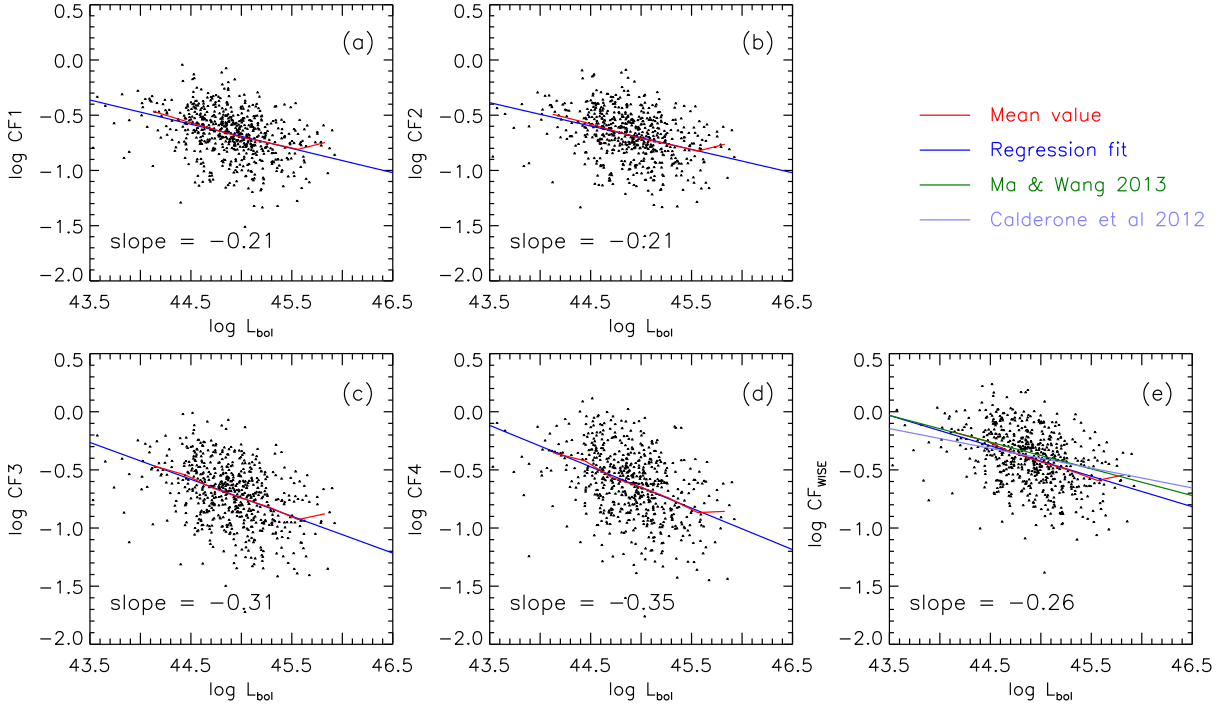 (a)
0.5
0.0
−0.5
−1.0
−1.5
−2.0
log CF1
slope = −0.21
43.5 44.5 45.5 46.5
log Lbol
(b)
0.5
0.0
−0.5
−1.0
−1.5
−2.0
log CF2
slope = −0.21
43.5 44.5 45.5 46.5
log Lbol
Mean value
Regression fit
Ma & Wang 2013
Calderone et al 2012
(c)
0.5
0.0
−0.5
−1.0
−1.5
−2.0
log CF3
slope = −0.31
43.5 44.5 45.5 46.5
log Lbol
(d)
0.5
0.0
−0.5
−1.0
−1.5
−2.0
log CF4
slope = −0.35
43.5 44.5 45.5 46.5
log Lbol
(e)
0.5
0.0
−0.5
−1.0
−1.5
−2.0
log CFWISE
slope = −0.26
43.5 44.5 45.5 46.5
log Lbol